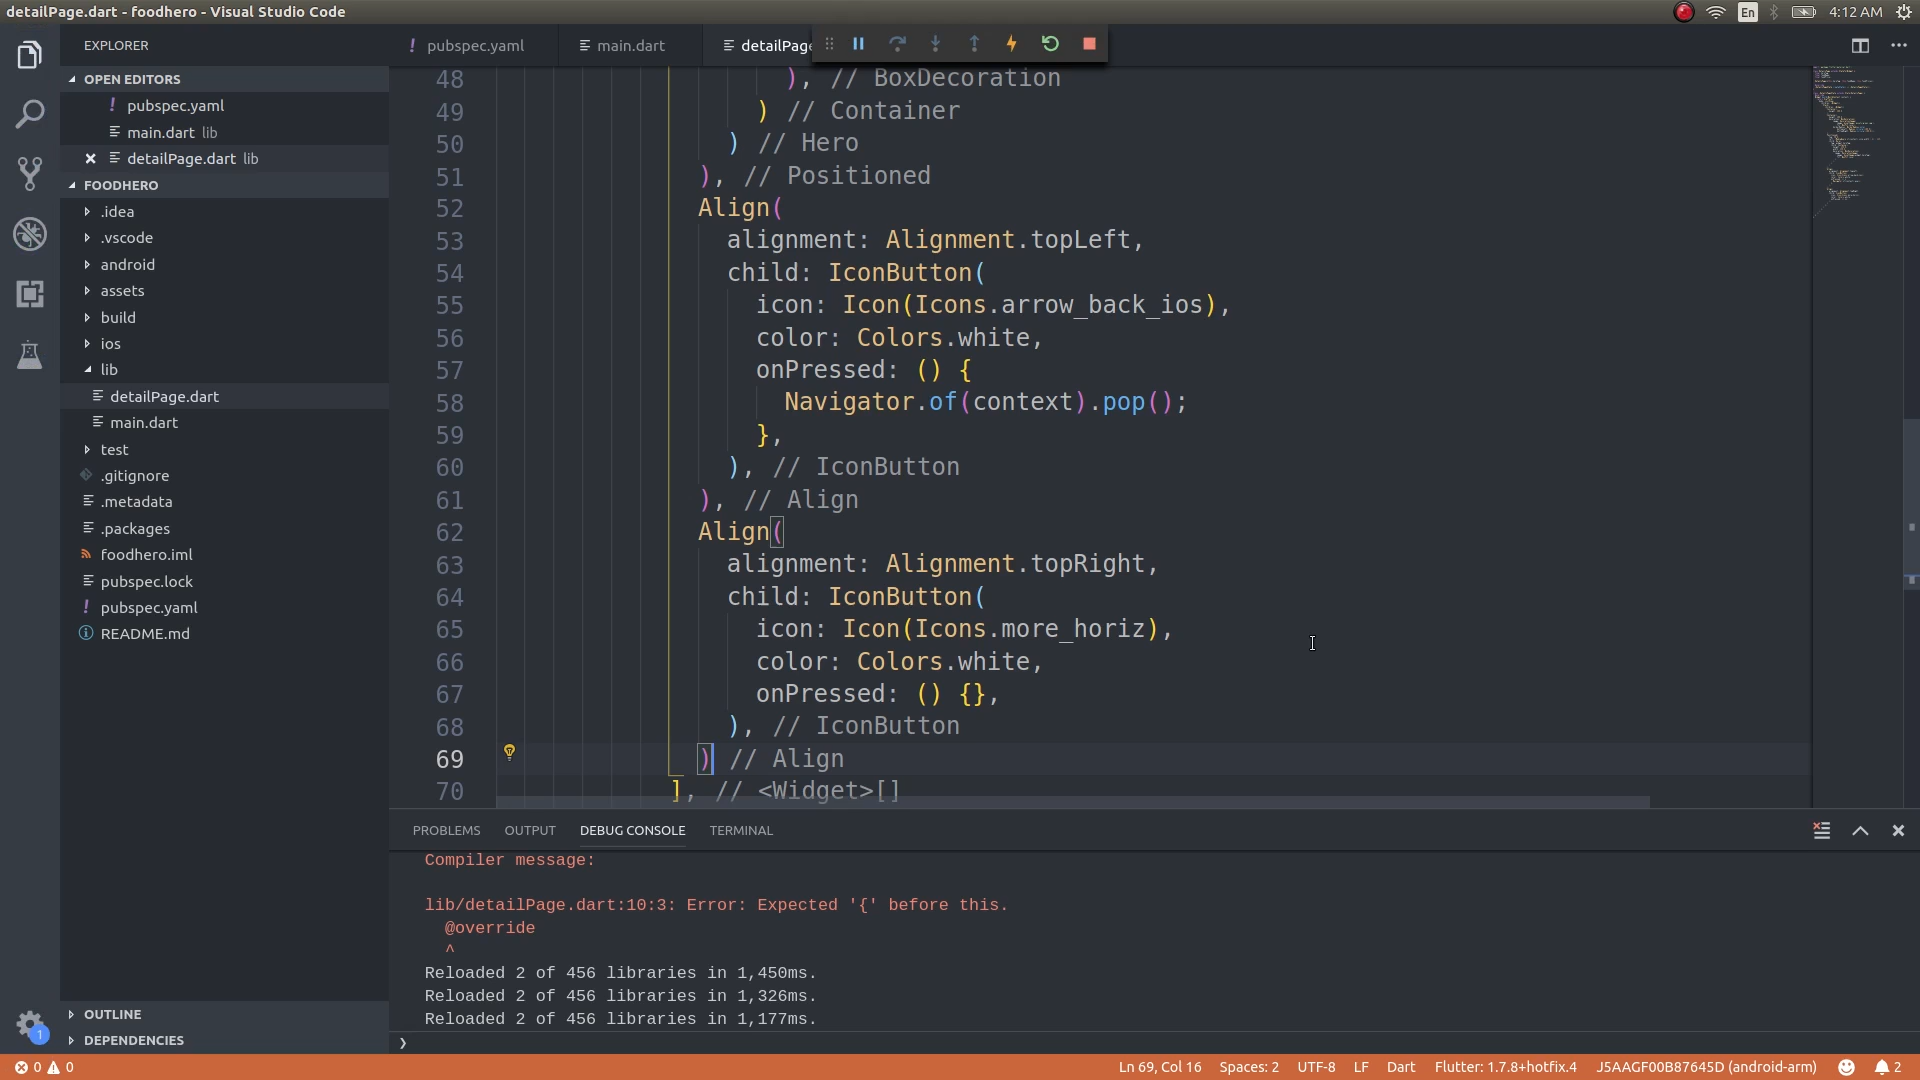 detailPage.dart - foodhero - Visual Studio Code
En
4:12 AM
EXPLORER
OPEN EDITORS
! pubspec.yaml
main.dart lib
detailPage.dart lib
FOODHERO
.idea
.vscode
android
assets
build
ios
lib
detailPage.dart
main.dart
test
.gitignore
.metadata
.packages
foodhero.iml
pubspec.lock
! pubspec.yaml
README.md
OUTLINE
DEPENDENCIES
1
! pubspec.yaml
main.dart
detailPage
48 ), // BoxDecoration
49 ) // Container
50 ) // Hero
51 ), // Positioned
52 Align(
53 alignment: Alignment.topLeft,
54 child: IconButton(
55 icon: Icon(Icons.arrow_back_ios),
56 color: Colors.white,
57 onPressed: () {
58 Navigator.of(context).pop();
59 },
60 ), // IconButton
61 ), // Align
62 Align(
63 alignment: Alignment.topRight,
64 child: IconButton(
65 icon: Icon(Icons.more_horiz),
66 color: Colors.white,
67 onPressed: () {},
68 ), // IconButton
69 ) // Align
70 ], // <Widget>[]
PROBLEMS OUTPUT DEBUG CONSOLE TERMINAL
Compiler message:
lib/detailPage.dart:10:3: Error: Expected '{' before this.
@override
^
Reloaded 2 of 456 libraries in 1,450ms.
Reloaded 2 of 456 libraries in 1,326ms.
Reloaded 2 of 456 libraries in 1,177ms.
❯
0 0 Ln 69, Col 16 Spaces: 2 UTF-8 LF Dart Flutter: 1.7.8+hotfix.4 J5AAGF00B87645D (android-arm) 2